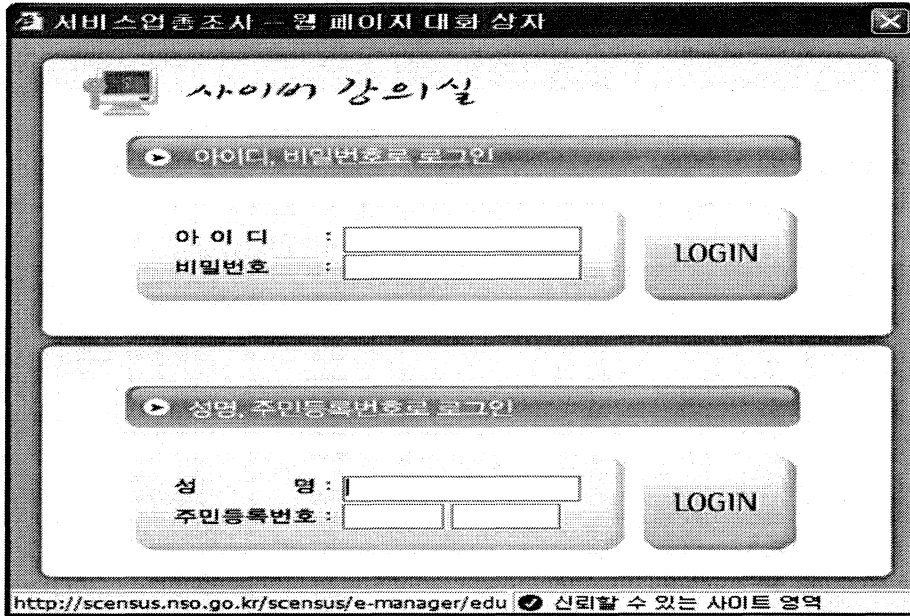 서비스업총조사 -- 웹 페이지 대화 상자
사이버 강의실
아이디, 비밀번호로 로그인
아 이 디 :
비밀번호 :
LOGIN
성명, 주민등록번호로 로그인
성 명 :
주민등록번호 :
LOGIN
http://scensus.nso.go.kr/scensus/e-manager/edu 신뢰할 수 있는 사이트 영역